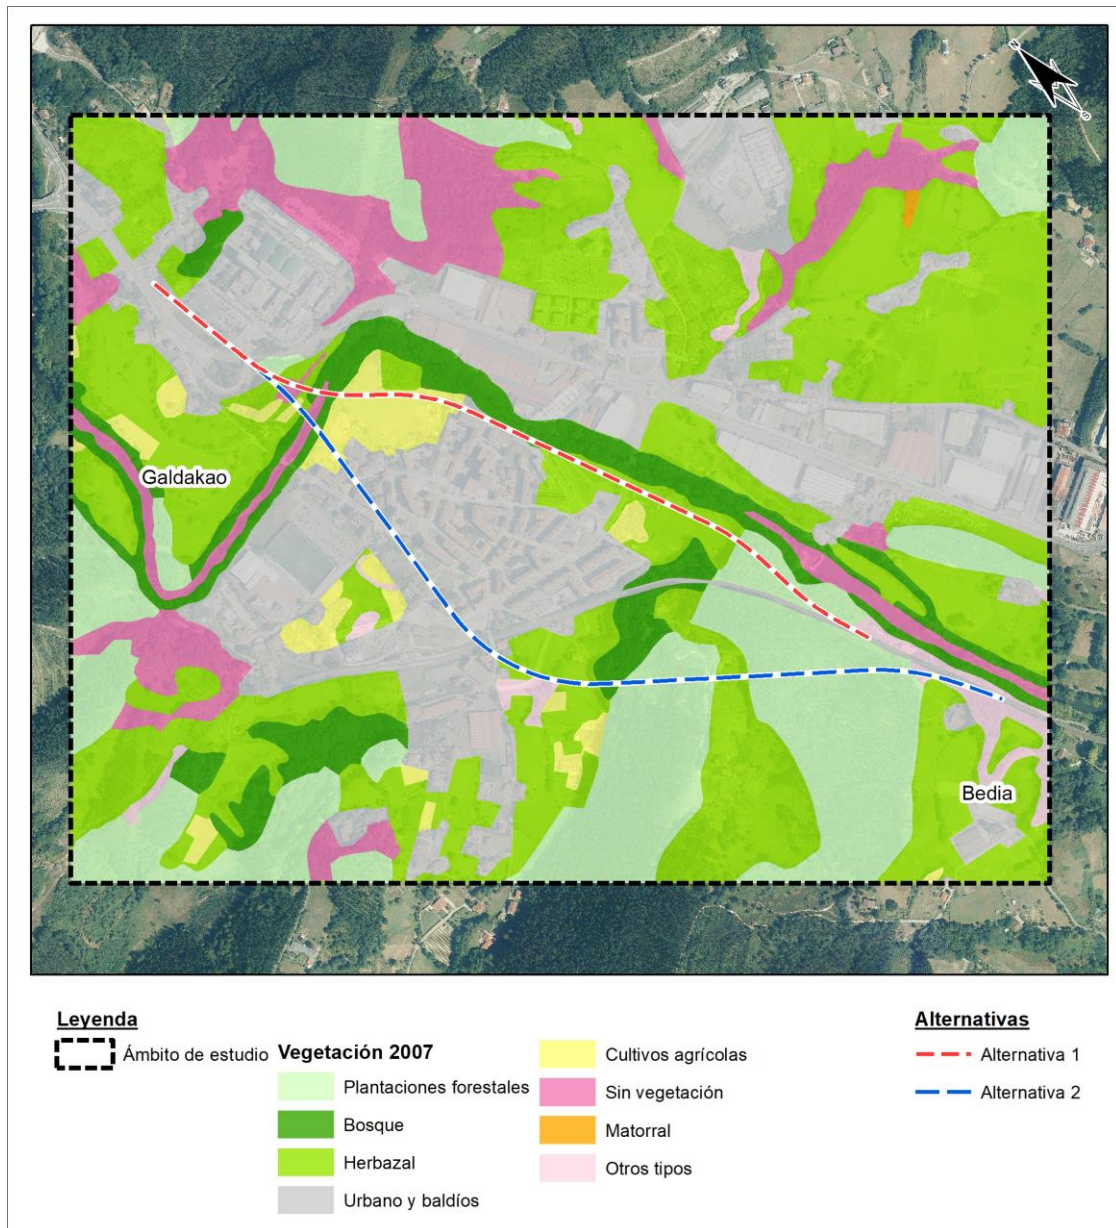 N
S
Galdakao
Bedia
Leyenda
Ámbito de estudio
Vegetación 2007
Plantaciones forestales
Bosque
Herbazal
Urbano y baldíos
Cultivos agrícolas
Sin vegetación
Matorral
Otros tipos
Alternativas
Alternativa 1
Alternativa 2